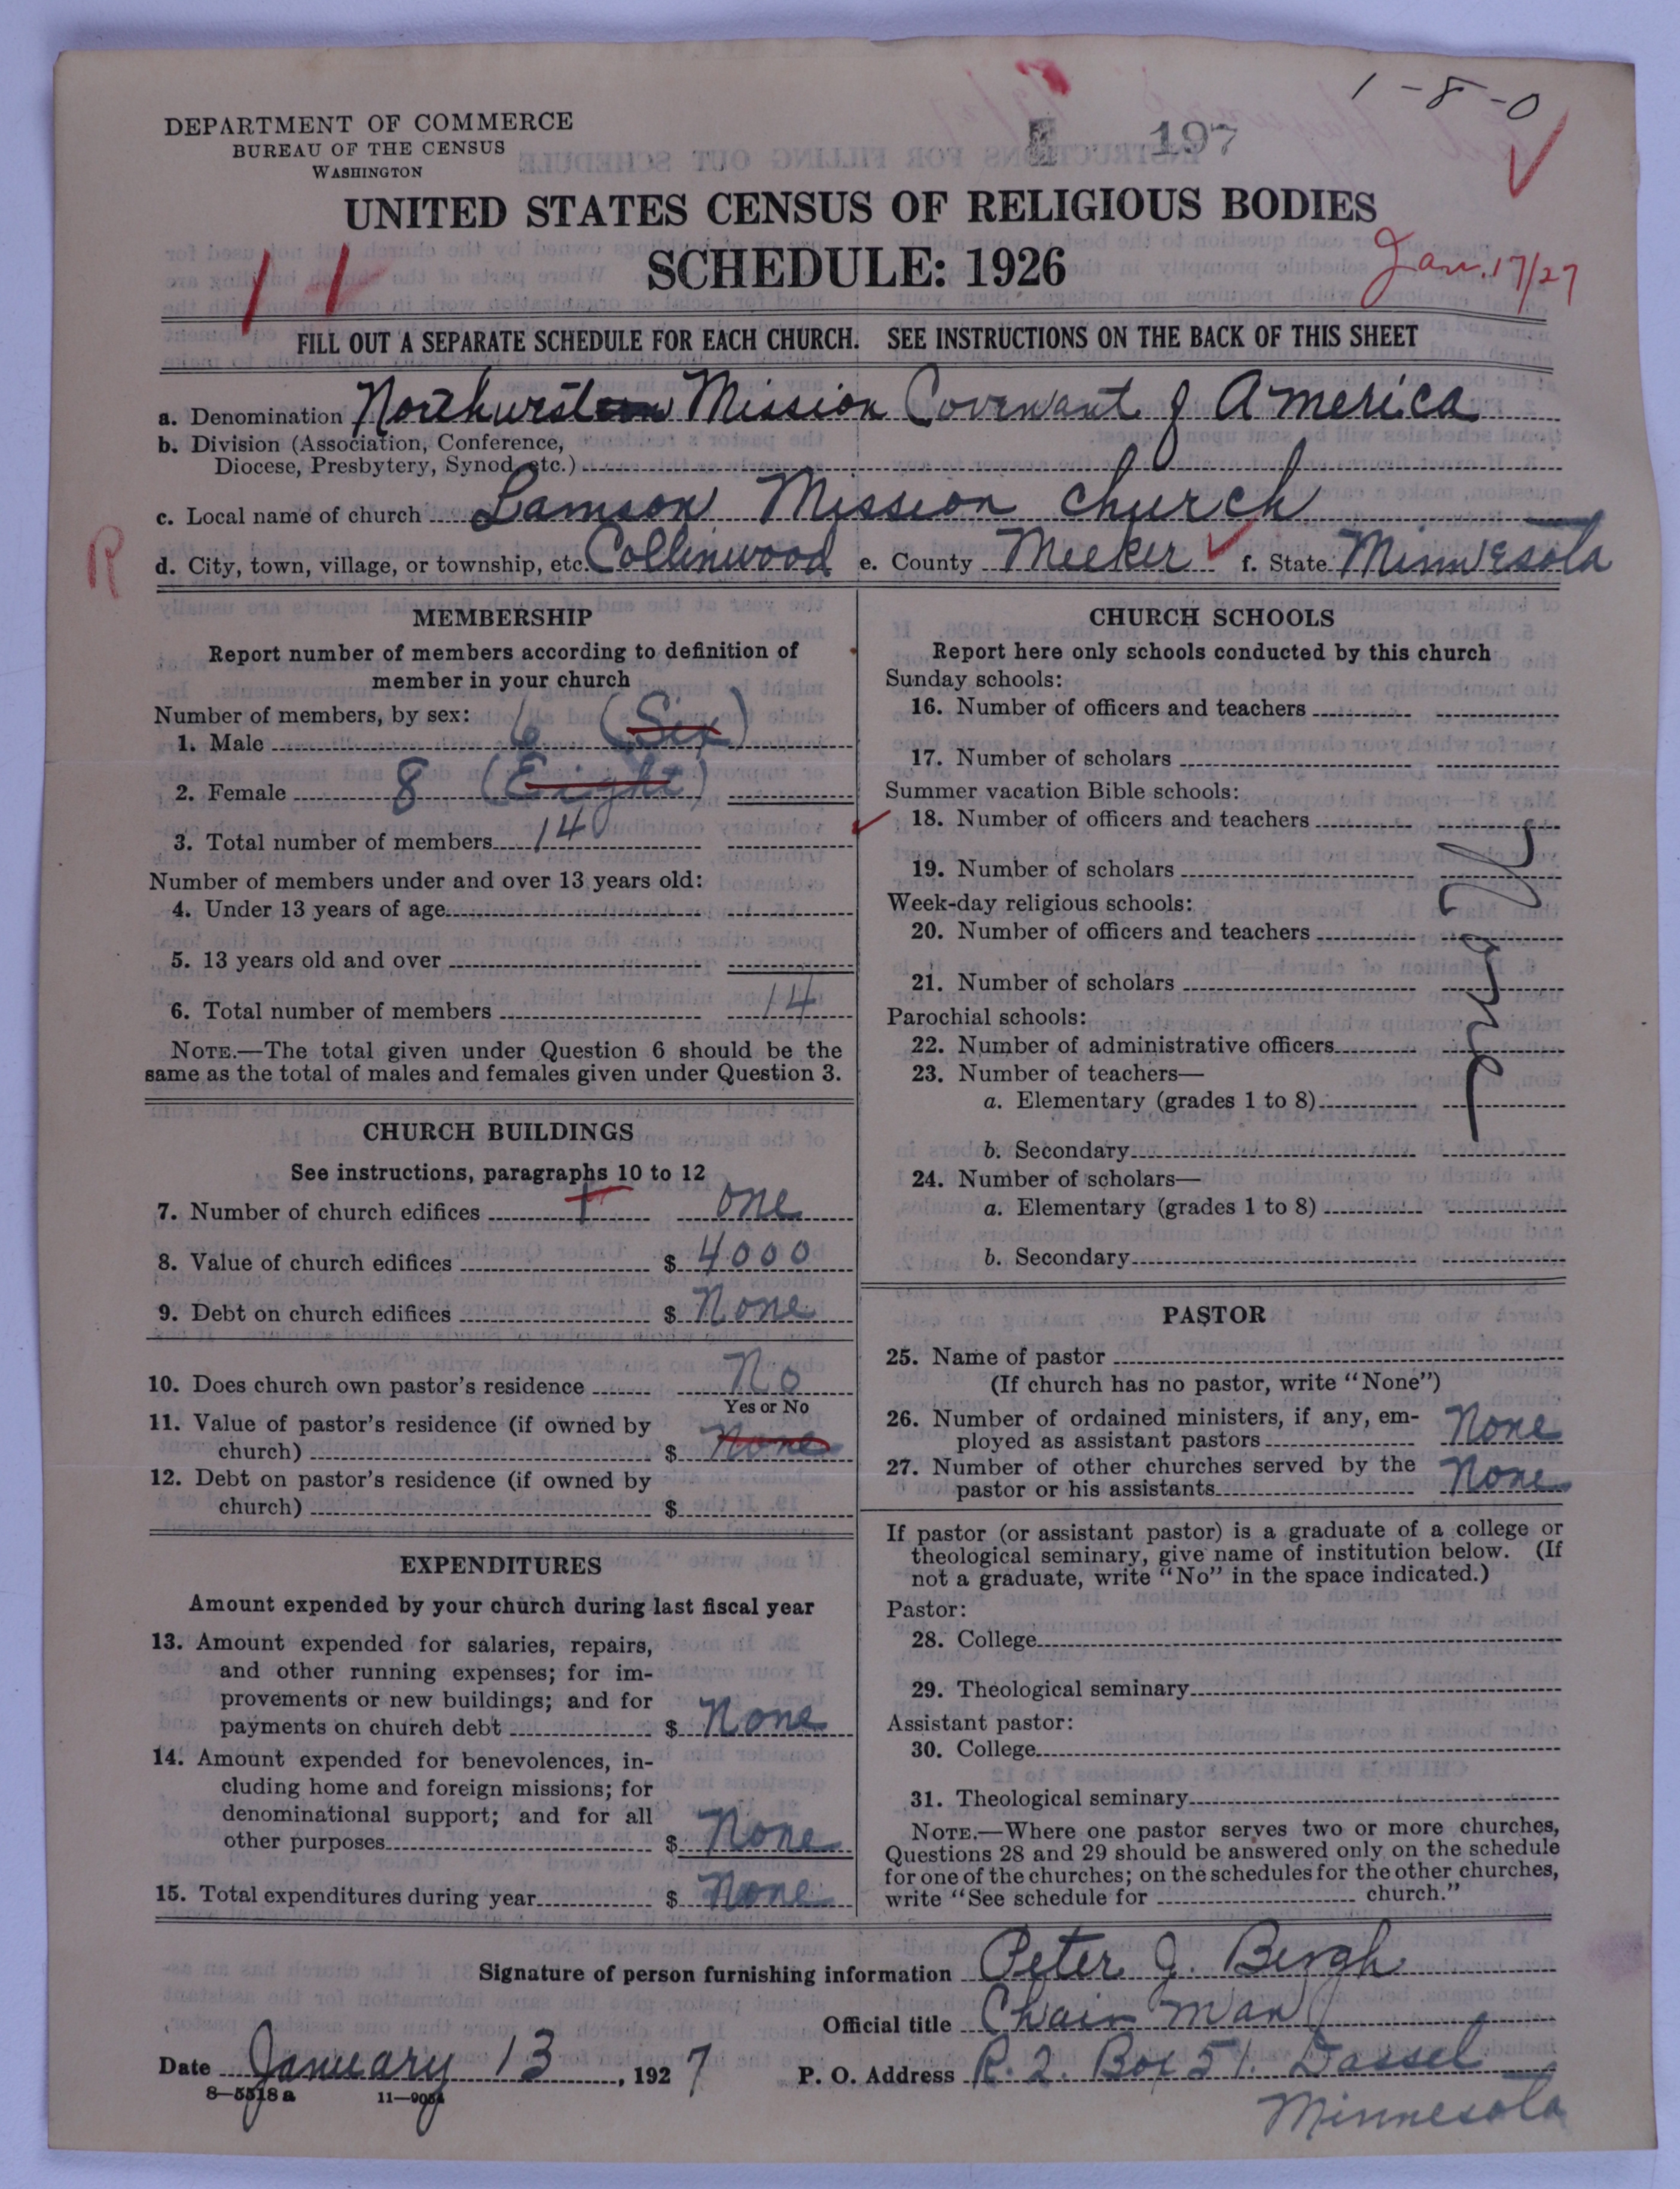 1-8-0
DEPARTMENT OF COMMERCE
BUREAU OF THE CENSUS
WASHINGTON
197
UNITED STATES CENSUS OF RELIGIOUS BODIES
SCHEDULE: 1926
Jan. 17/27
FILL OUT A SEPARATE SCHEDULE FOR EACH CHURCH. SEE INSTRUCTIONS ON THE BACK OF THIS SHEET
a. Denomination Northwestern Mission Covenant of America
b. Division (Association, Conference,
Diocese, Presbytery, Synod, etc.)
c. Local name of church Lamson Mission church
R
d. City, town, village, or township, etc. Collinwood e. County Meeker f. State Minnesota
MEMBERSHIP
Report number of members according to definition of
member in your church
Number of members, by sex:
1. Male 6 (Six)
2. Female 8 (Eight)
3. Total number of members 14
Number of members under and over 13 years old:
4. Under 13 years of age
5. 13 years old and over
6. Total number of members 14
NOTE.—The total given under Question 6 should be the
same as the total of males and females given under Question 3.
CHURCH BUILDINGS
See instructions, paragraphs 10 to 12
7. Number of church edifices 1 one
8. Value of church edifices $ 4000
9. Debt on church edifices $ None
10. Does church own pastor's residence No
Yes or No
11. Value of pastor's residence (if owned by
church) $ None
12. Debt on pastor's residence (if owned by
church) $
EXPENDITURES
Amount expended by your church during last fiscal year
13. Amount expended for salaries, repairs,
and other running expenses; for im-
provements or new buildings; and for
payments on church debt $ None
14. Amount expended for benevolences, in-
cluding home and foreign missions; for
denominational support; and for all
other purposes $ None
15. Total expenditures during year $ None
CHURCH SCHOOLS
Report here only schools conducted by this church
Sunday schools:
16. Number of officers and teachers
17. Number of scholars
Summer vacation Bible schools:
18. Number of officers and teachers
19. Number of scholars
Week-day religious schools:
20. Number of officers and teachers
21. Number of scholars
Parochial schools:
22. Number of administrative officers
23. Number of teachers—
a. Elementary (grades 1 to 8)
b. Secondary
24. Number of scholars—
a. Elementary (grades 1 to 8)
b. Secondary
PASTOR
25. Name of pastor
(If church has no pastor, write "None")
26. Number of ordained ministers, if any, em-
ployed as assistant pastors None
27. Number of other churches served by the
pastor or his assistants None
If pastor (or assistant pastor) is a graduate of a college or
theological seminary, give name of institution below. (If
not a graduate, write "No" in the space indicated.)
Pastor:
28. College
29. Theological seminary
Assistant pastor:
30. College
31. Theological seminary
NOTE.—Where one pastor serves two or more churches,
Questions 28 and 29 should be answered only on the schedule
for one of the churches; on the schedules for the other churches,
write "See schedule for church."
Signature of person furnishing information Peter J. Bergh
Official title Chairman
Date January 13, 1927 P. O. Address R. 2. Box 51. Dassel
Minnesota
8—5518a 11—9054